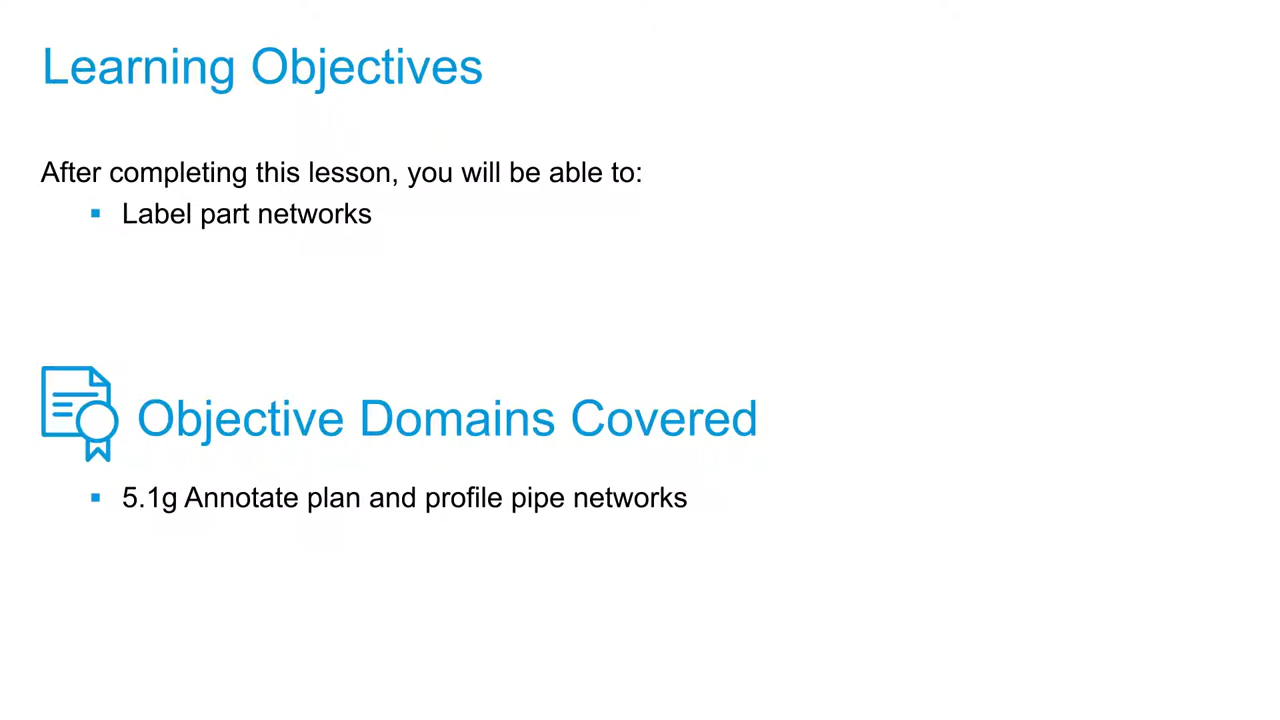 Learning Objectives
After completing this lesson, you will be able to:
▪ Label part networks
Objective Domains Covered
▪ 5.1g Annotate plan and profile pipe networks